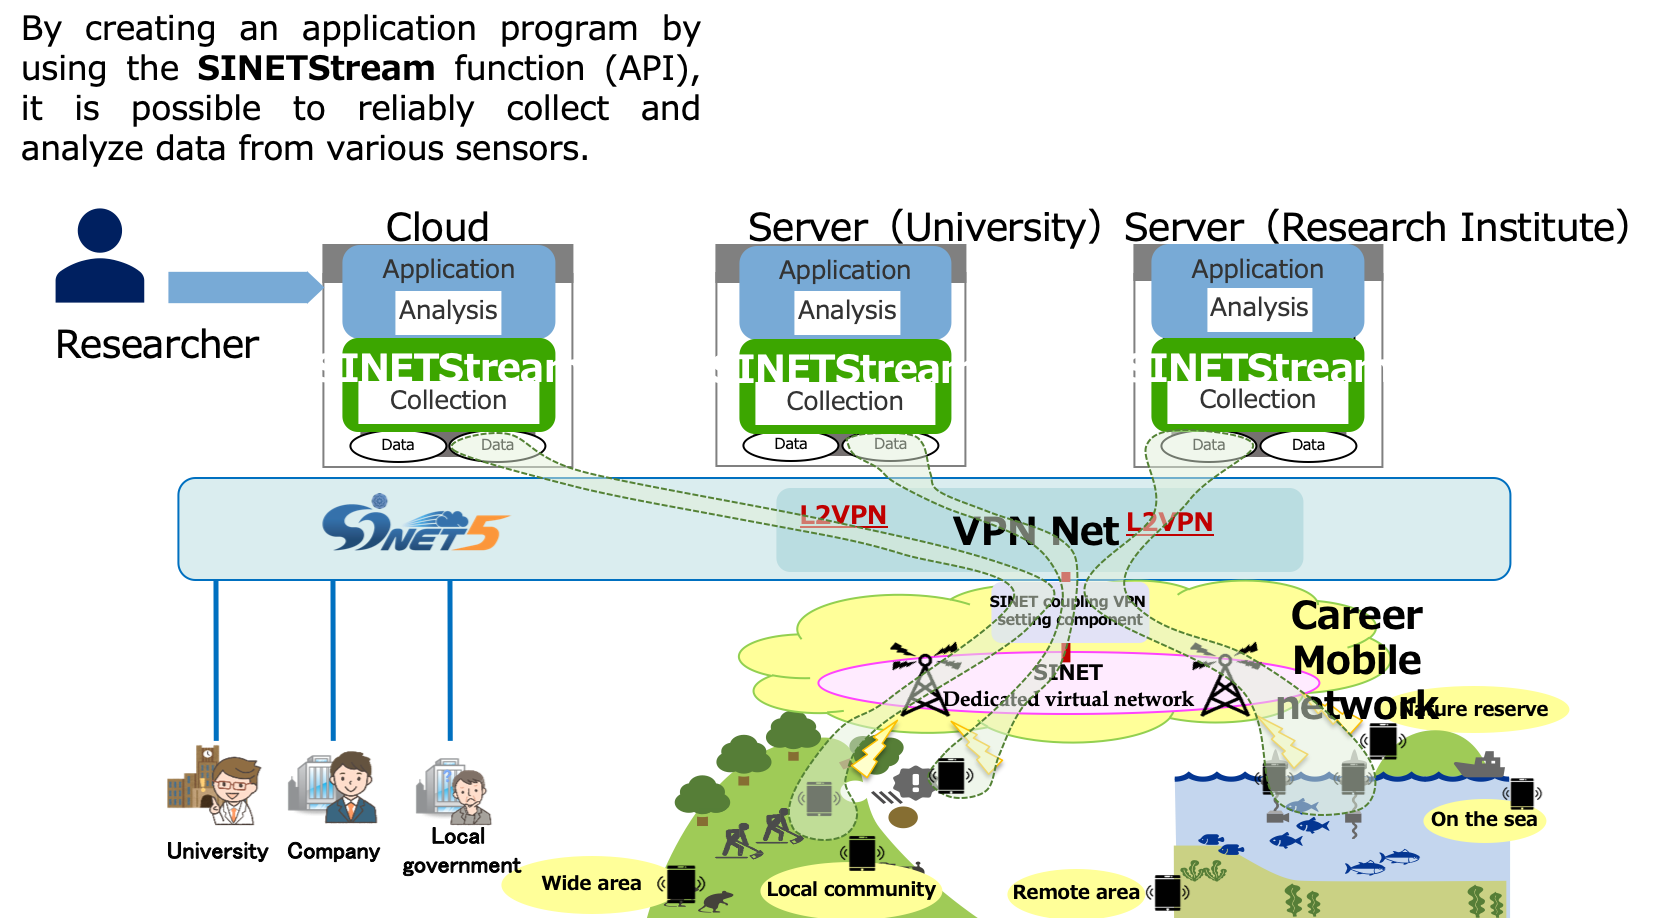 By creating an application program by
using the SINETStream function (API),
it is possible to reliably collect and
analyze data from various sensors.
Cloud
Server（University）
Server（Research Institute）
Researcher
Application
Analysis
SINETStream
Collection
Data
Data
Application
Analysis
SINETStream
Collection
Data
Data
Application
Analysis
SINETStream
Collection
Data
Data
SINET5
L2VPN
VPN Net
L2VPN
SINET coupling VPN
setting component
Career
Mobile
network
SINET
Dedicated virtual network
Nature reserve
On the sea
University
Company
Local
government
Wide area
Local community
Remote area